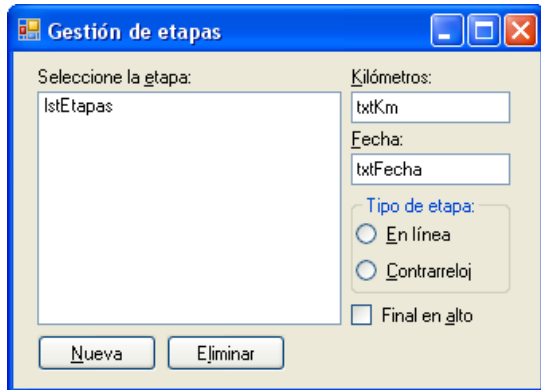 Gestión de etapas
Seleccione la etapa:
lstEtapas
Kilómetros:
txtKm
Fecha:
txtFecha
Tipo de etapa:
En línea
Contrarreloj
Final en alto
Nueva
Eliminar